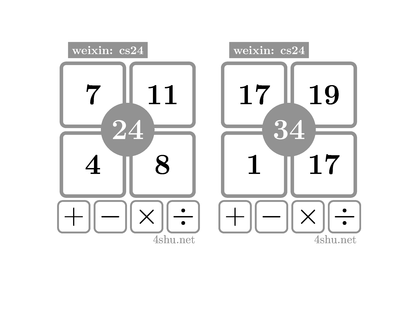 weixin: cs24 weixin: cs24
7 11 17 19
24 34
4 8 1 17
+ − × ÷ + − × ÷
4shu.net 4shu.net